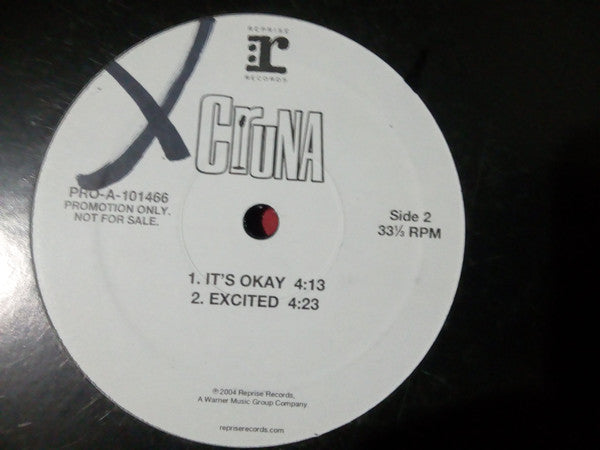 X
REPRISE
r
RECORDS
CrUNA
PRO-A-101466
PROMOTION ONLY.
NOT FOR SALE.
Side 2
33⅓ RPM
1. IT'S OKAY 4:13
2. EXCITED 4:23
℗ 2004 Reprise Records,
A Warner Music Group Company
repriserecords.com